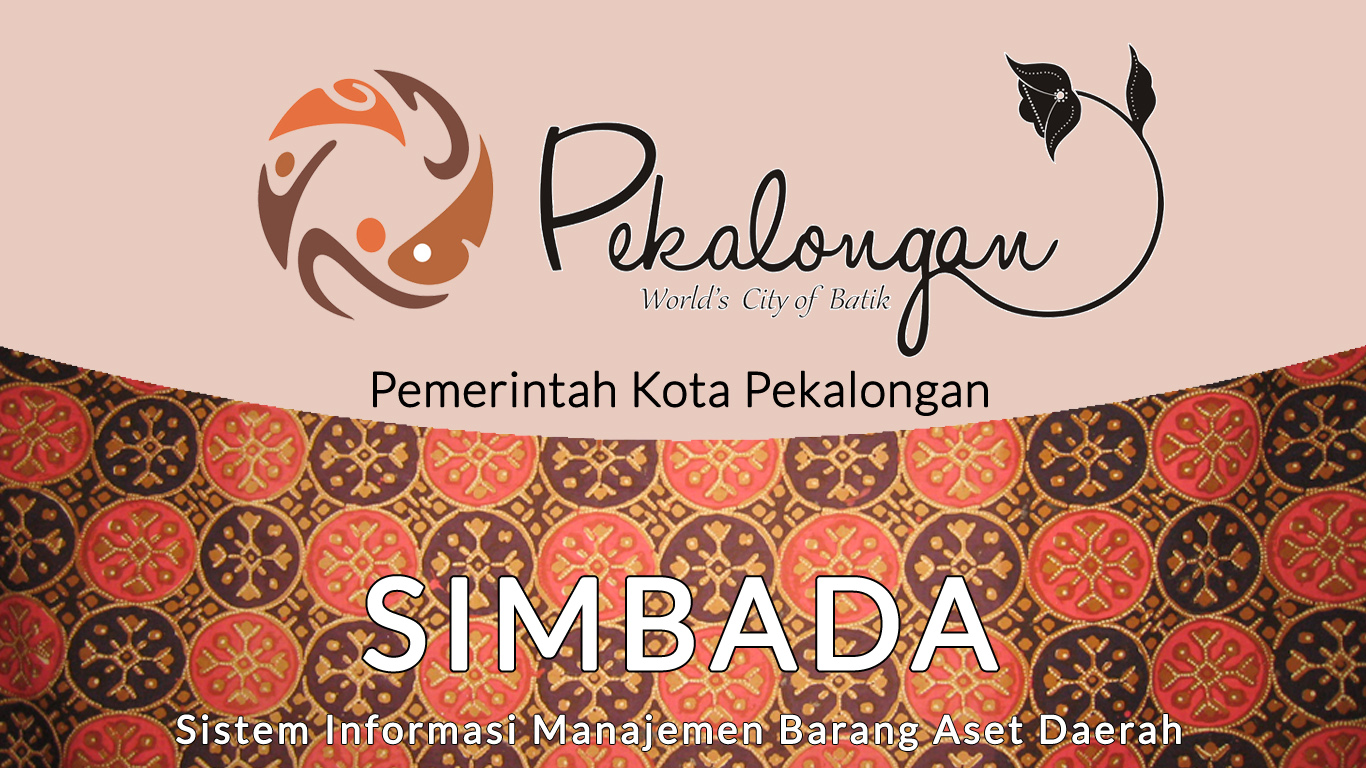 Pekalongan
World's City of Batik
Pemerintah Kota Pekalongan
SIMBADA
Sistem Informasi Manajemen Barang Aset Daerah